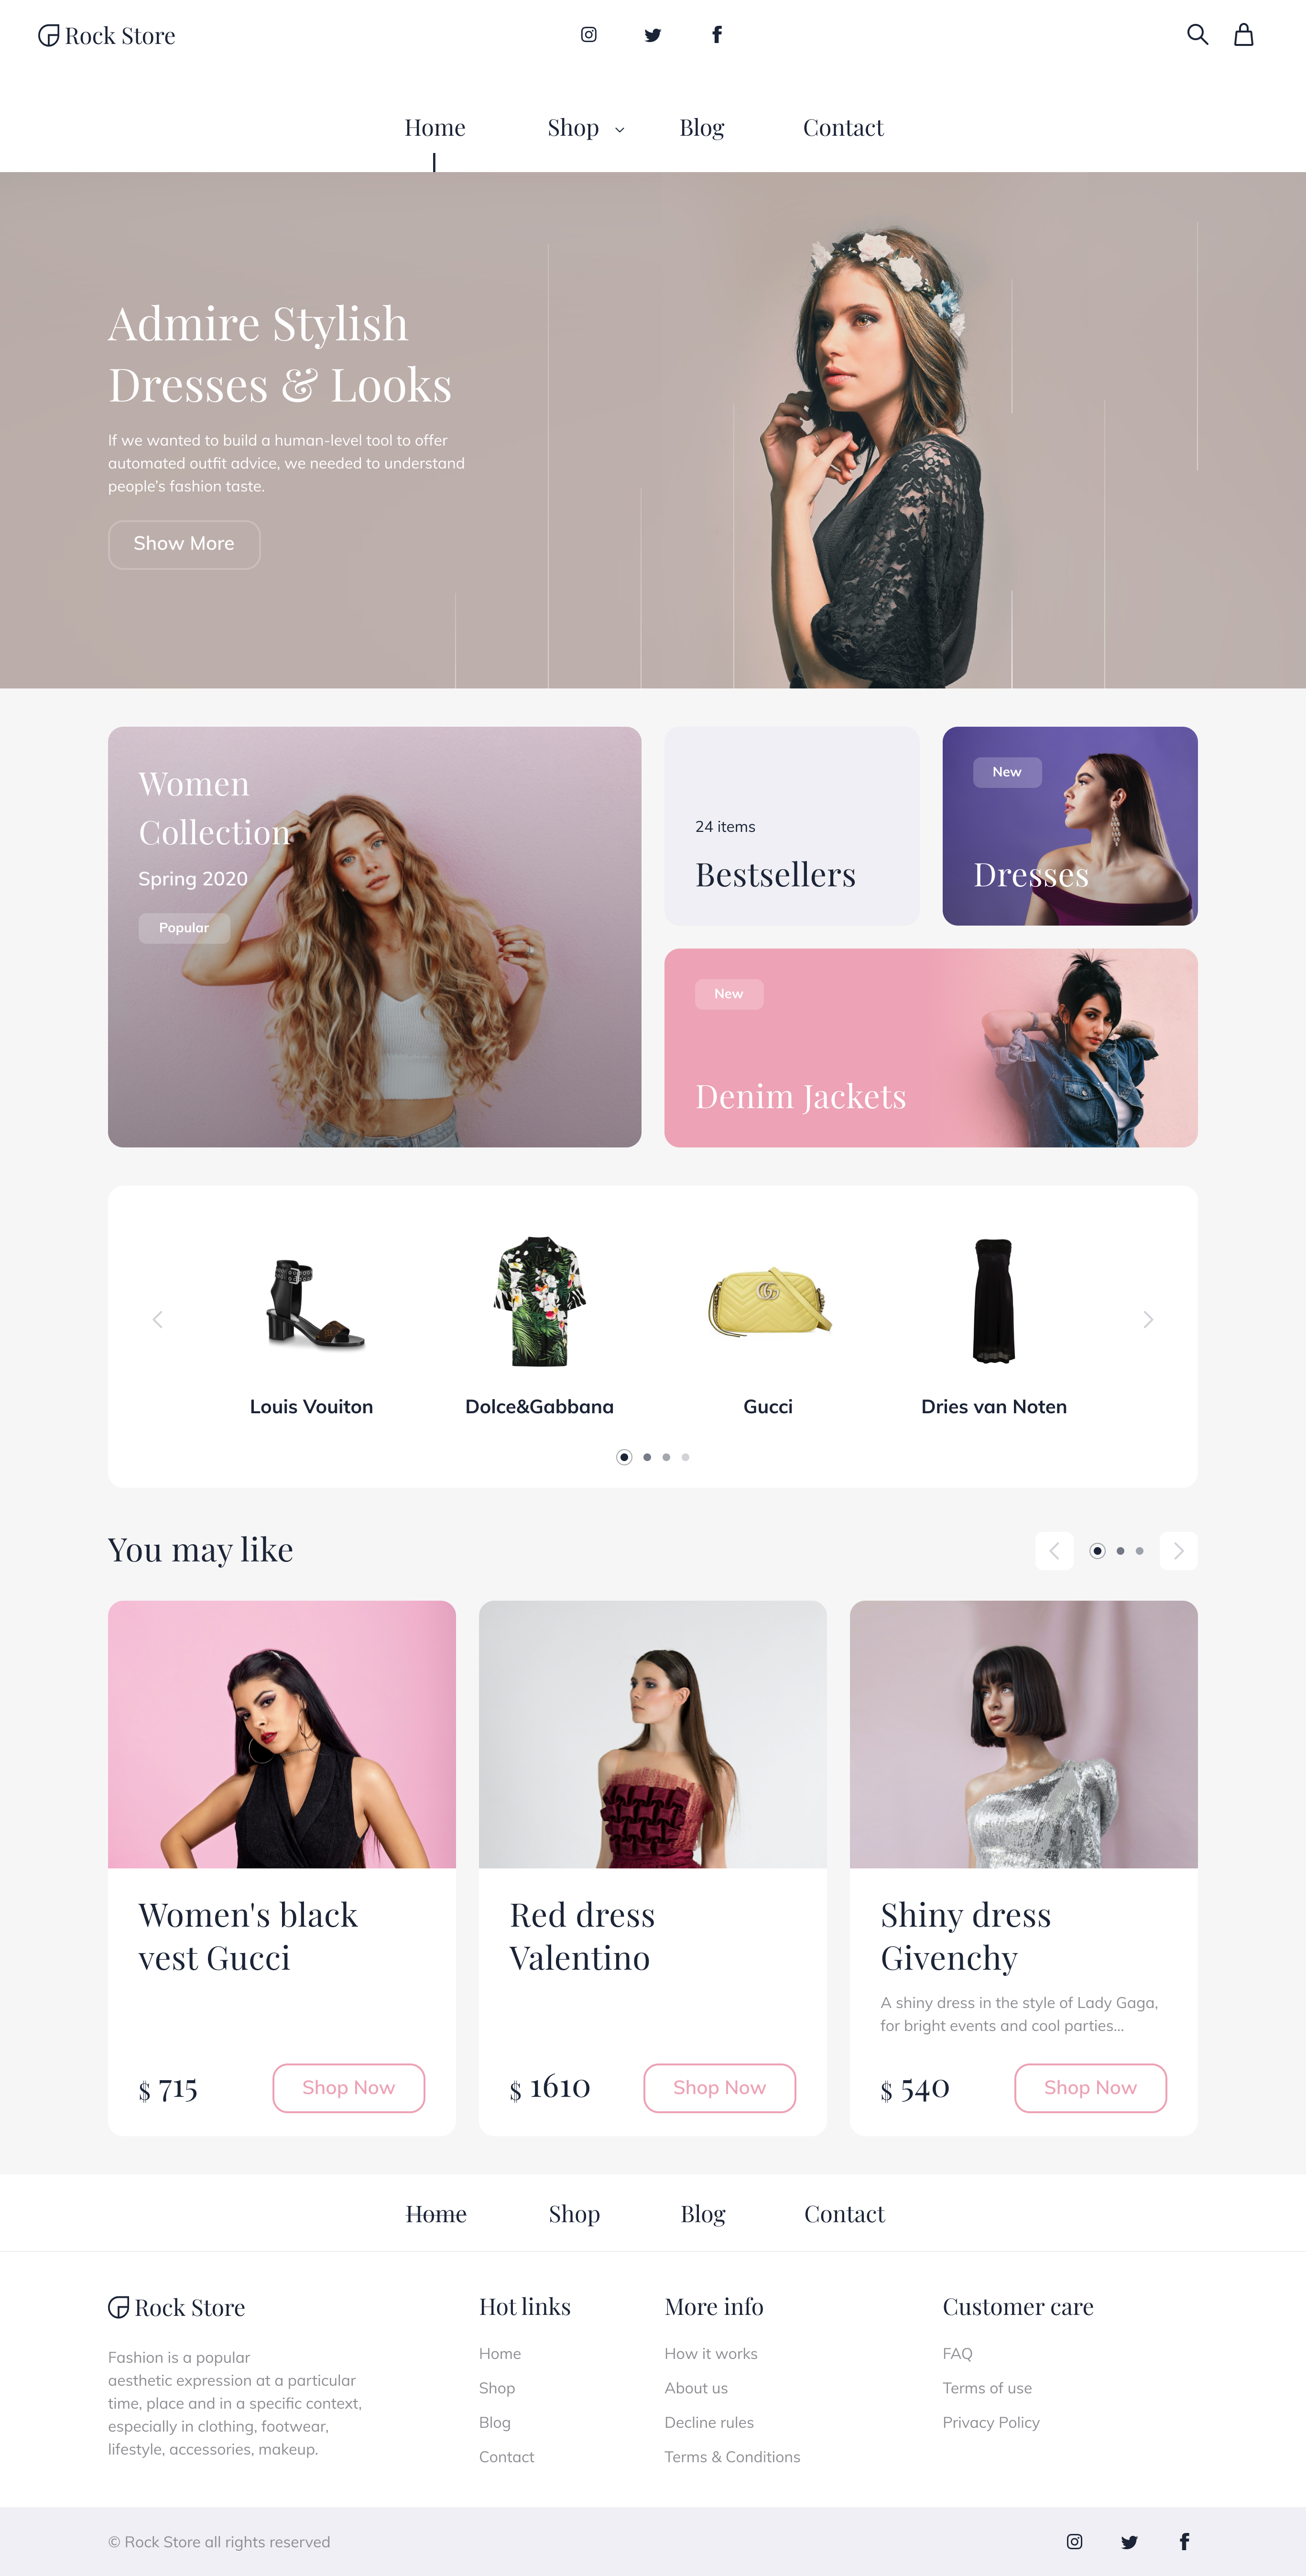 Rock Store
Home
Shop
Blog
Contact
Admire Stylish
Dresses & Looks
If we wanted to build a human-level tool to offer
automated outfit advice, we needed to understand
people's fashion taste.
Show More
Women
Collection
Spring 2020
Popular
24 items
Bestsellers
New
Dresses
New
Denim Jackets
Louis Vouiton
Dolce&Gabbana
Gucci
Dries van Noten
You may like
Women's black
vest Gucci
$ 715
Shop Now
Red dress
Valentino
$ 1610
Shop Now
Shiny dress
Givenchy
A shiny dress in the style of Lady Gaga,
for bright events and cool parties...
$ 540
Shop Now
Home
Shop
Blog
Contact
Rock Store
Fashion is a popular
aesthetic expression at a particular
time, place and in a specific context,
especially in clothing, footwear,
lifestyle, accessories, makeup.
Hot links
Home
Shop
Blog
Contact
More info
How it works
About us
Decline rules
Terms & Conditions
Customer care
FAQ
Terms of use
Privacy Policy
© Rock Store all rights reserved